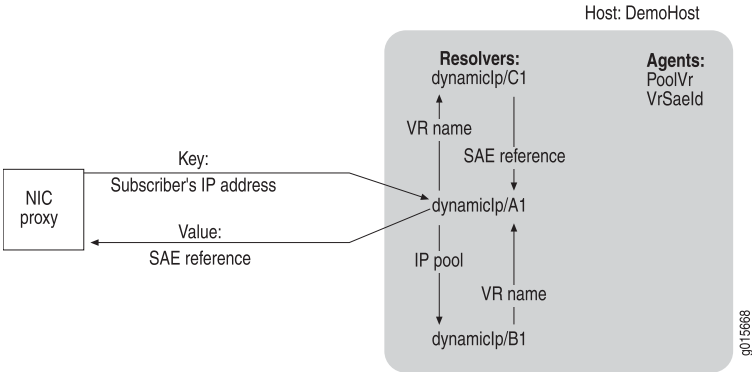 Host: DemoHost
Resolvers:
dynamicIp/C1
Agents:
PoolVr
VrSaeId
VR name
SAE reference
Key:
Subscriber's IP address
NIC
proxy
dynamicIp/A1
Value:
SAE reference
IP pool
VR name
dynamicIp/B1
g015668